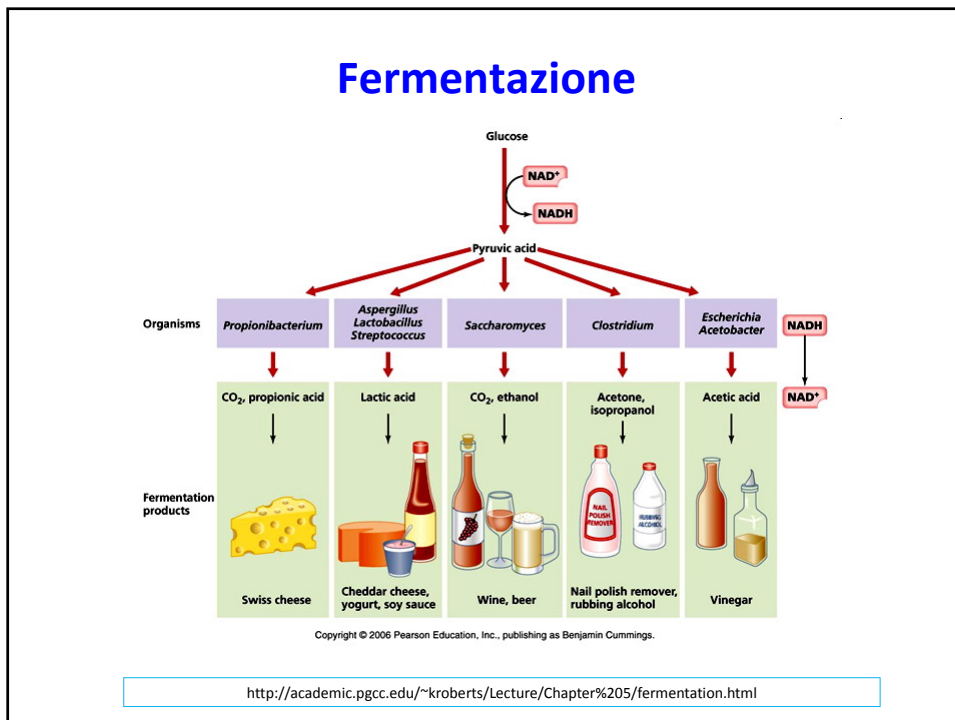 Fermentazione
Glucose
NAD+
NADH
Pyruvic acid
Organisms
Propionibacterium
Aspergillus
Lactobacillus
Streptococcus
Saccharomyces
Clostridium
Escherichia
Acetobacter
NADH
CO2, propionic acid
Lactic acid
CO2, ethanol
Acetone,
isopropanol
Acetic acid
NAD+
Fermentation
products
NAIL
POLISH
REMOVER
RUBBING
ALCOHOL
Swiss cheese
Cheddar cheese,
yogurt, soy sauce
Wine, beer
Nail polish remover,
rubbing alcohol
Vinegar
Copyright © 2006 Pearson Education, Inc., publishing as Benjamin Cummings.
http://academic.pgcc.edu/~kroberts/Lecture/Chapter%205/fermentation.html